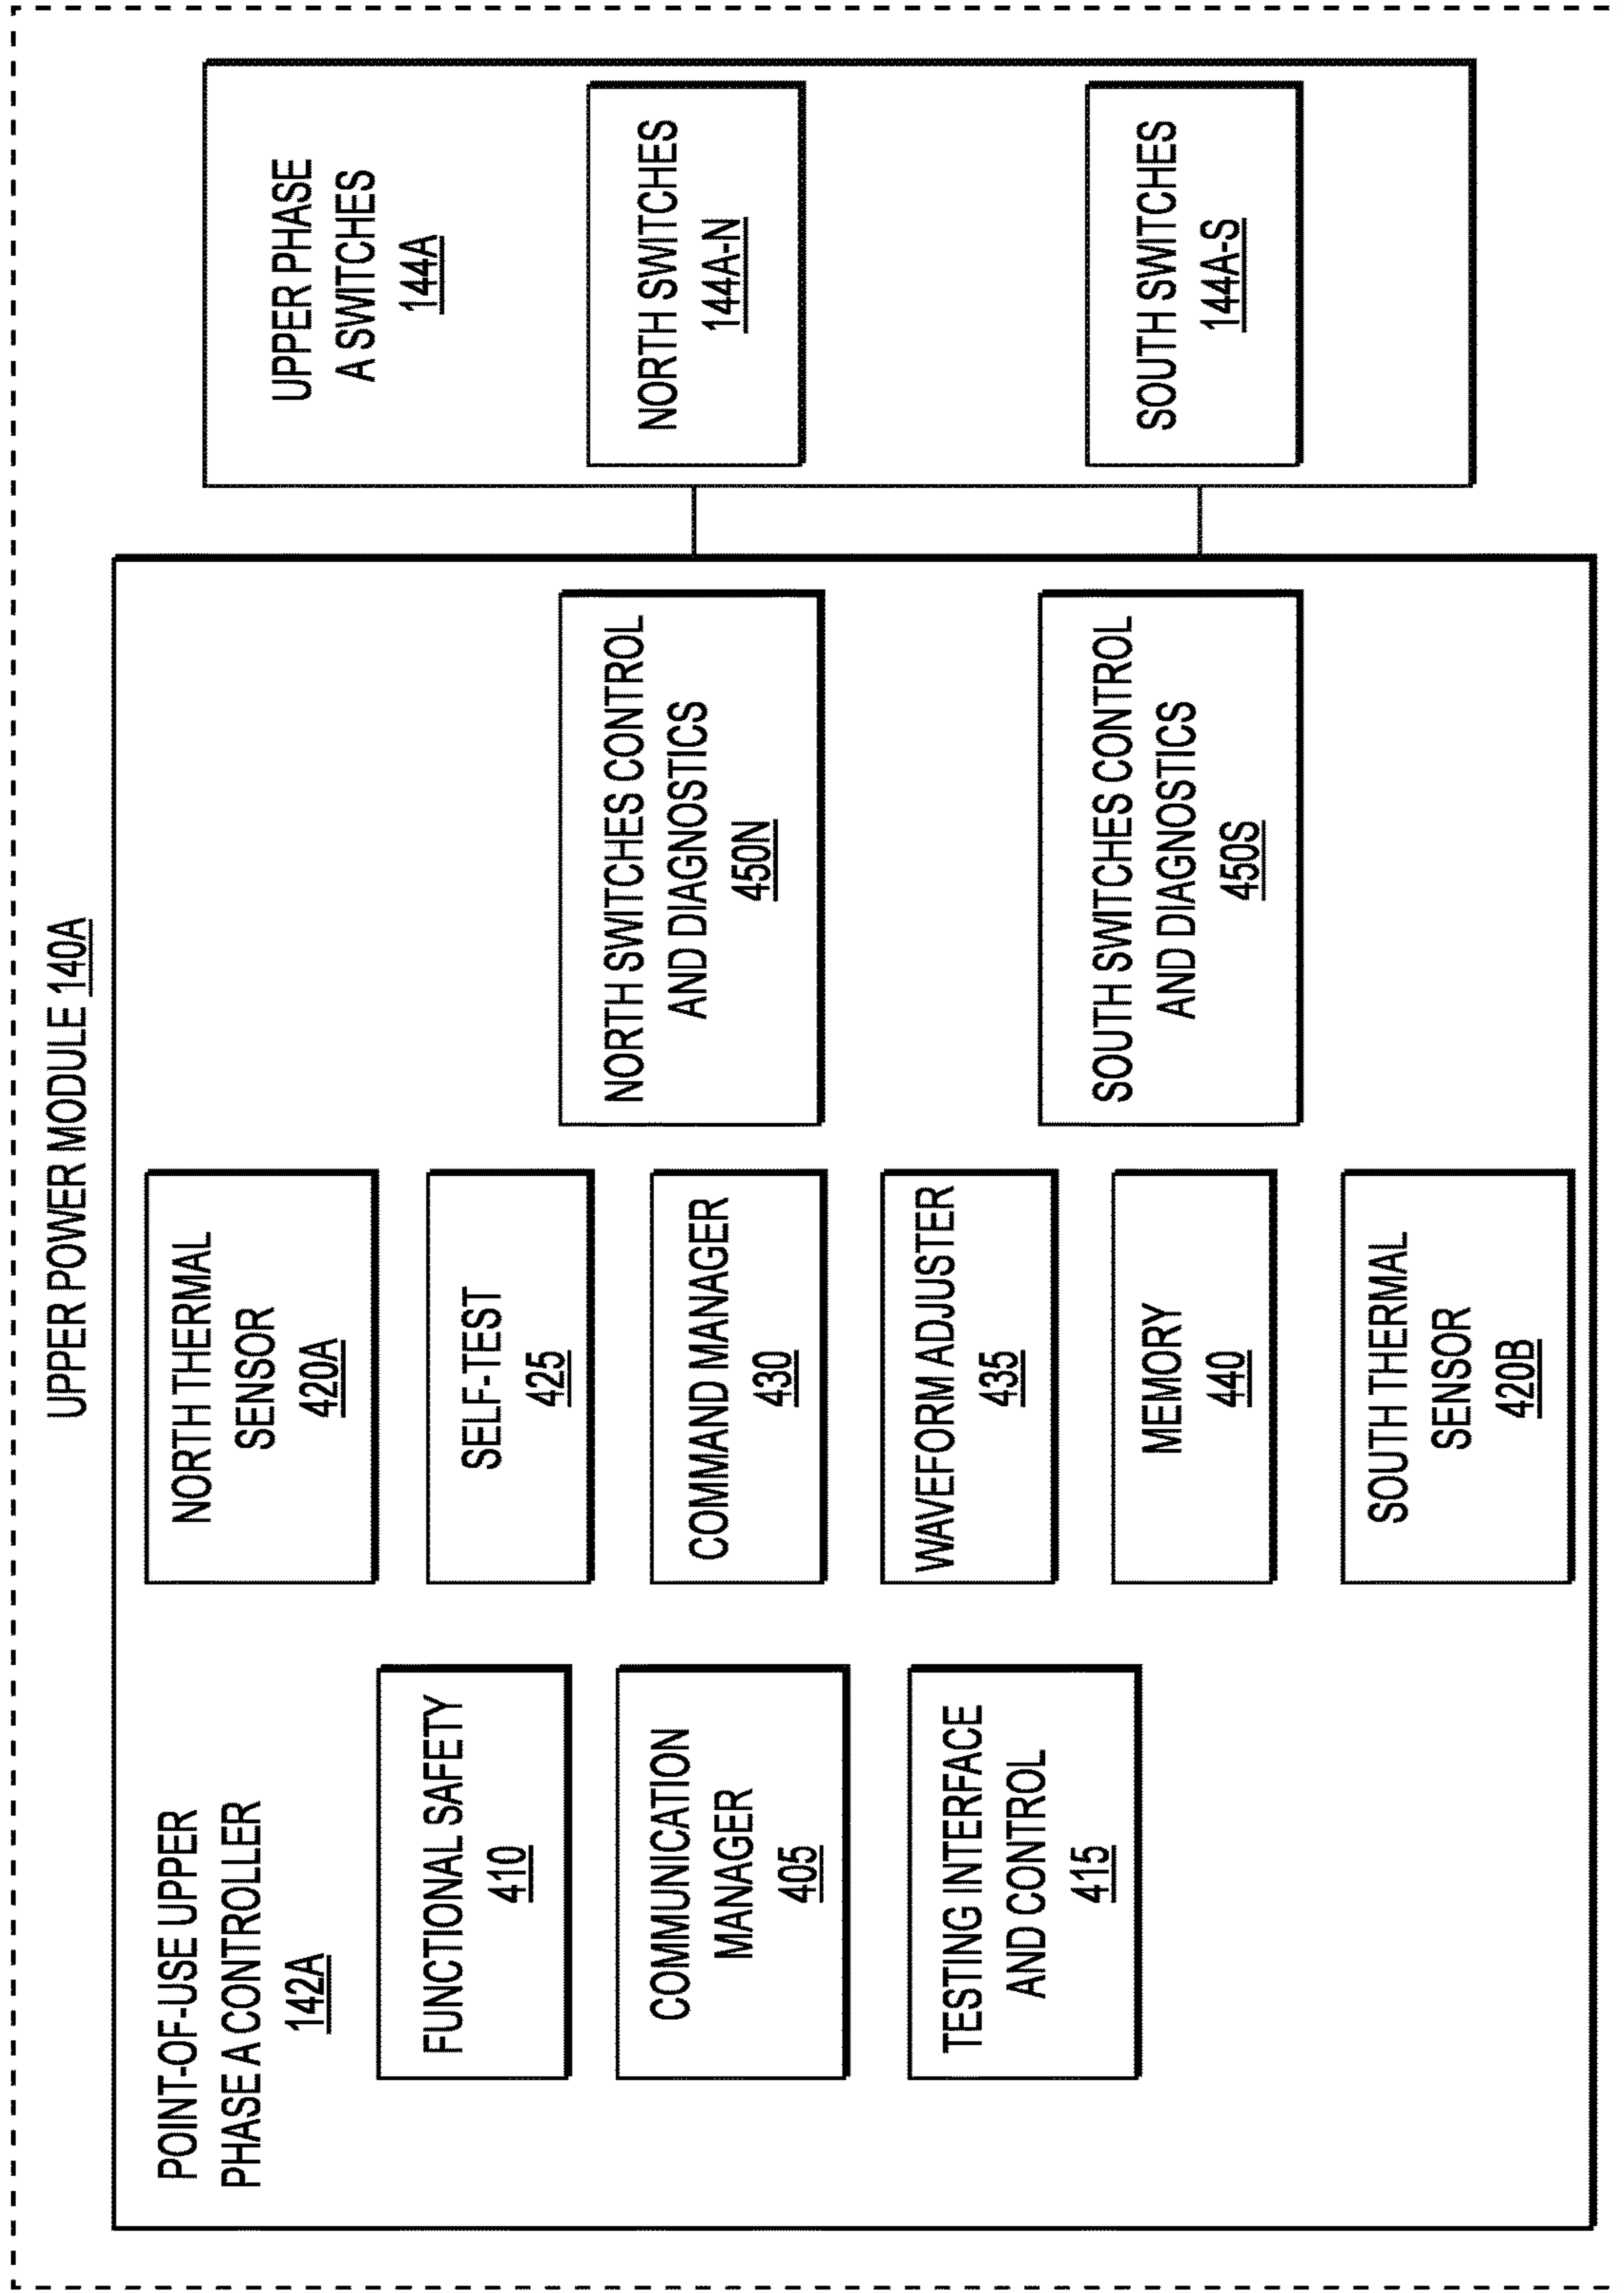 UPPER POWER MODULE 140A
POINT-OF-USE UPPER
PHASE A CONTROLLER
142A
FUNCTIONAL SAFETY
410
COMMUNICATION
MANAGER
405
TESTING INTERFACE
AND CONTROL
415
NORTH THERMAL
SENSOR
420A
SELF-TEST
425
COMMAND MANAGER
430
WAVEFORM ADJUSTER
435
MEMORY
440
SOUTH THERMAL
SENSOR
420B
NORTH SWITCHES CONTROL
AND DIAGNOSTICS
450N
SOUTH SWITCHES CONTROL
AND DIAGNOSTICS
450S
UPPER PHASE
A SWITCHES
144A
NORTH SWITCHES
144A-N
SOUTH SWITCHES
144A-S